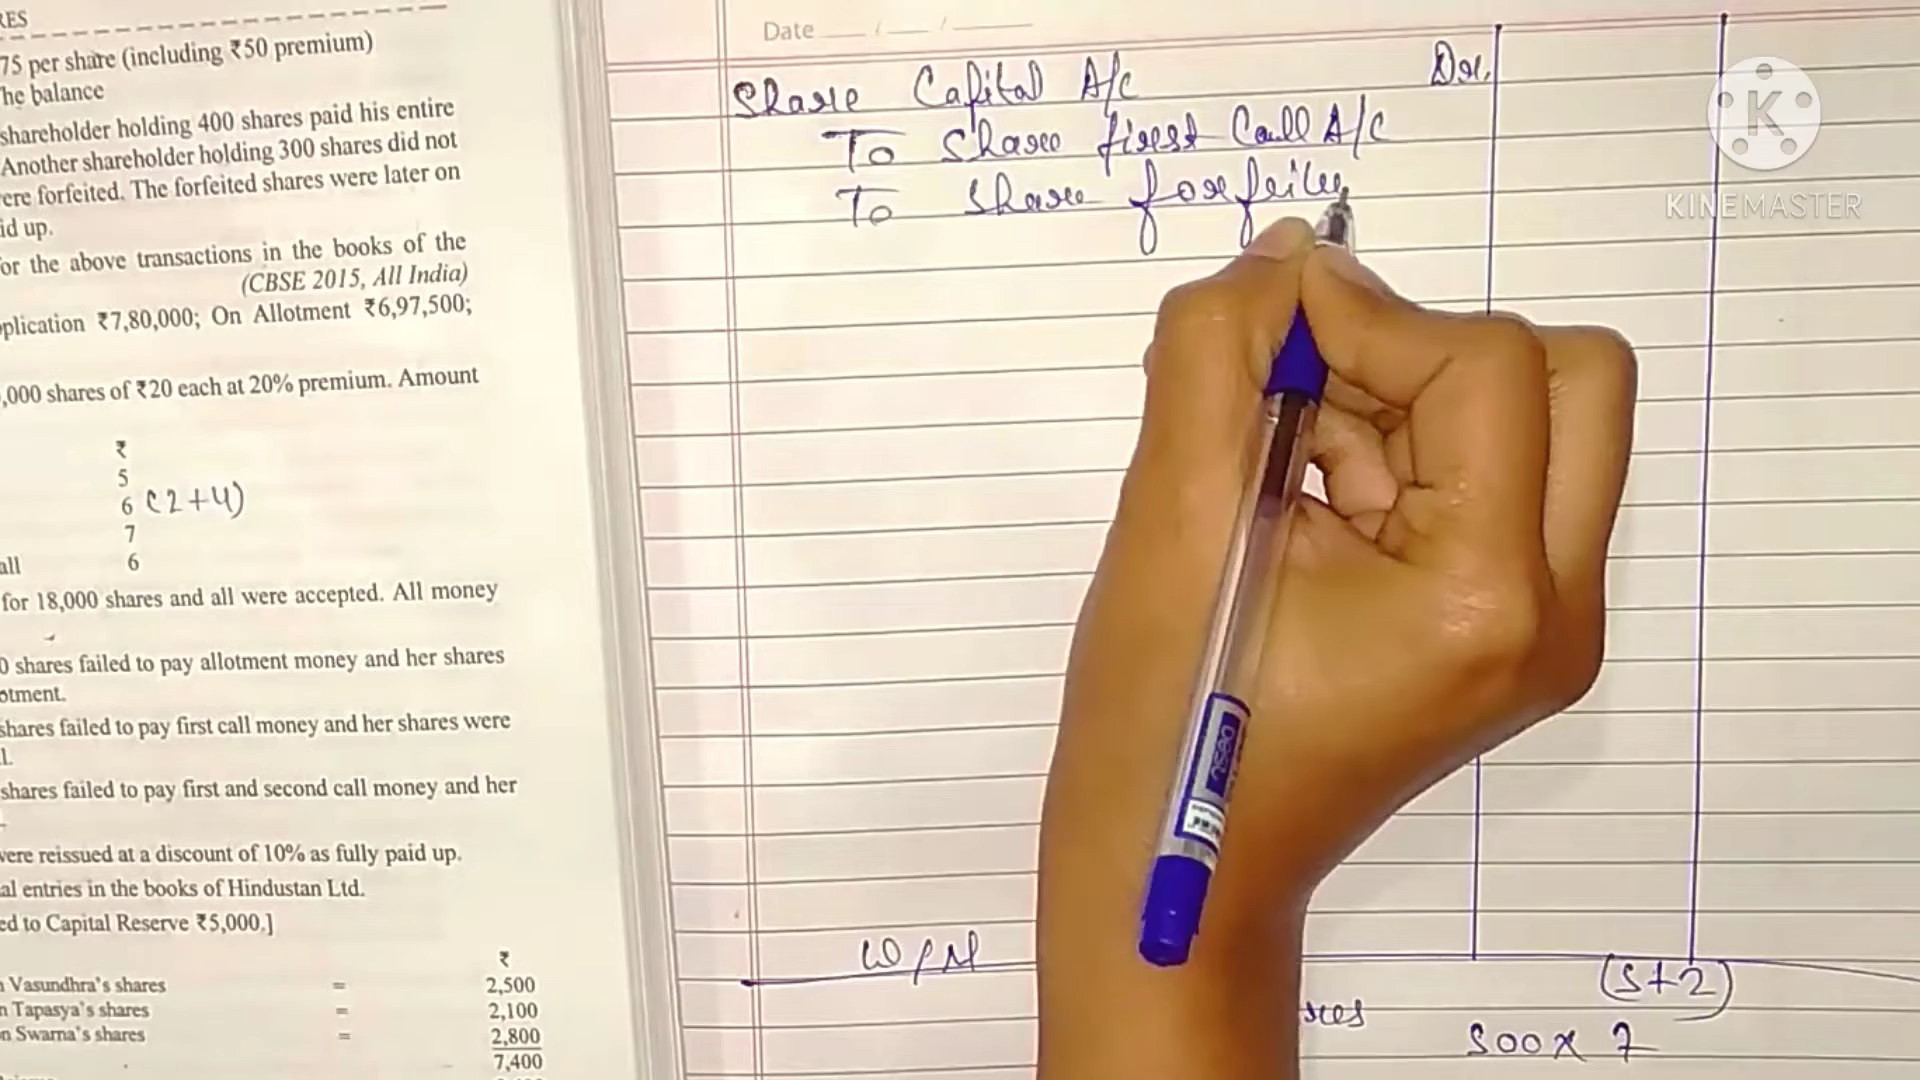 RES
75 per share (including ₹50 premium)
he balance
shareholder holding 400 shares paid his entire
Another shareholder holding 300 shares did not
ere forfeited. The forfeited shares were later on
id up.
or the above transactions in the books of the
(CBSE 2015, All India)
plication ₹7,80,000; On Allotment ₹6,97,500;
,000 shares of ₹20 each at 20% premium. Amount
₹
5
6 (2+4)
7
all 6
for 18,000 shares and all were accepted. All money
0 shares failed to pay allotment money and her shares
otment.
shares failed to pay first call money and her shares were
l.
shares failed to pay first and second call money and her
were reissued at a discount of 10% as fully paid up.
al entries in the books of Hindustan Ltd.
ed to Capital Reserve ₹5,000.]
₹
n Vasundhra's shares = 2,500
n Tapasya's shares = 2,100
n Swarna's shares = 2,800
7,400
Date
Share Capital A/c Dr.
To Share first Call A/c
To Share forfeitu
W/N
(5+2)
res
500 x 7
K
KINEMASTER